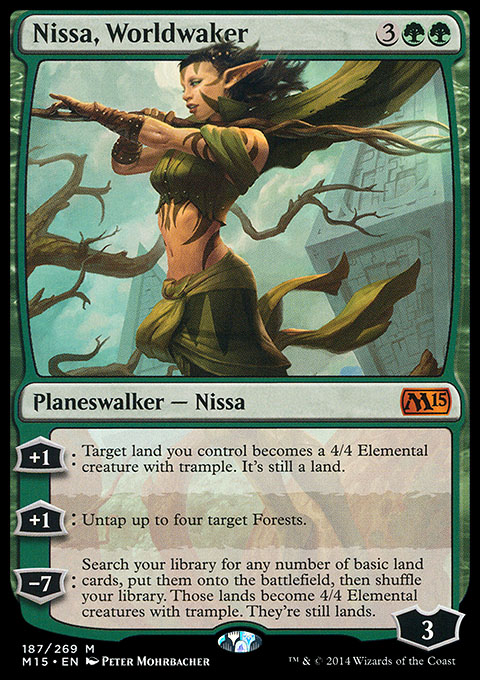 Nissa, Worldwaker 3
Planeswalker — Nissa M15
+1 : Target land you control becomes a 4/4 Elemental
creature with trample. It's still a land.
+1 : Untap up to four target Forests.
Search your library for any number of basic land
-7 : cards, put them onto the battlefield, then shuffle
your library. Those lands become 4/4 Elemental
creatures with trample. They're still lands.
3
187/269 M
M15 • EN Peter Mohrbacher
™ & © 2014 Wizards of the Coast